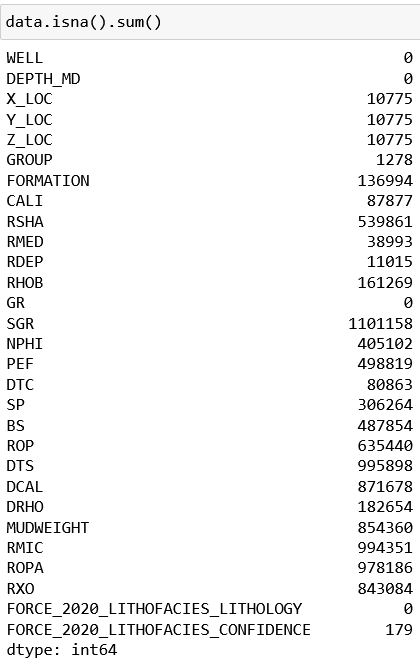 data.isna().sum()
WELL 0
DEPTH_MD 0
X_LOC 10775
Y_LOC 10775
Z_LOC 10775
GROUP 1278
FORMATION 136994
CALI 87877
RSHA 539861
RMED 38993
RDEP 11015
RHOB 161269
GR 0
SGR 1101158
NPHI 405102
PEF 498819
DTC 80863
SP 306264
BS 487854
ROP 635440
DTS 995898
DCAL 871678
DRHO 182654
MUDWEIGHT 854360
RMIC 994351
ROPA 978186
RXO 843084
FORCE_2020_LITHOFACIES_LITHOLOGY 0
FORCE_2020_LITHOFACIES_CONFIDENCE 179
dtype: int64